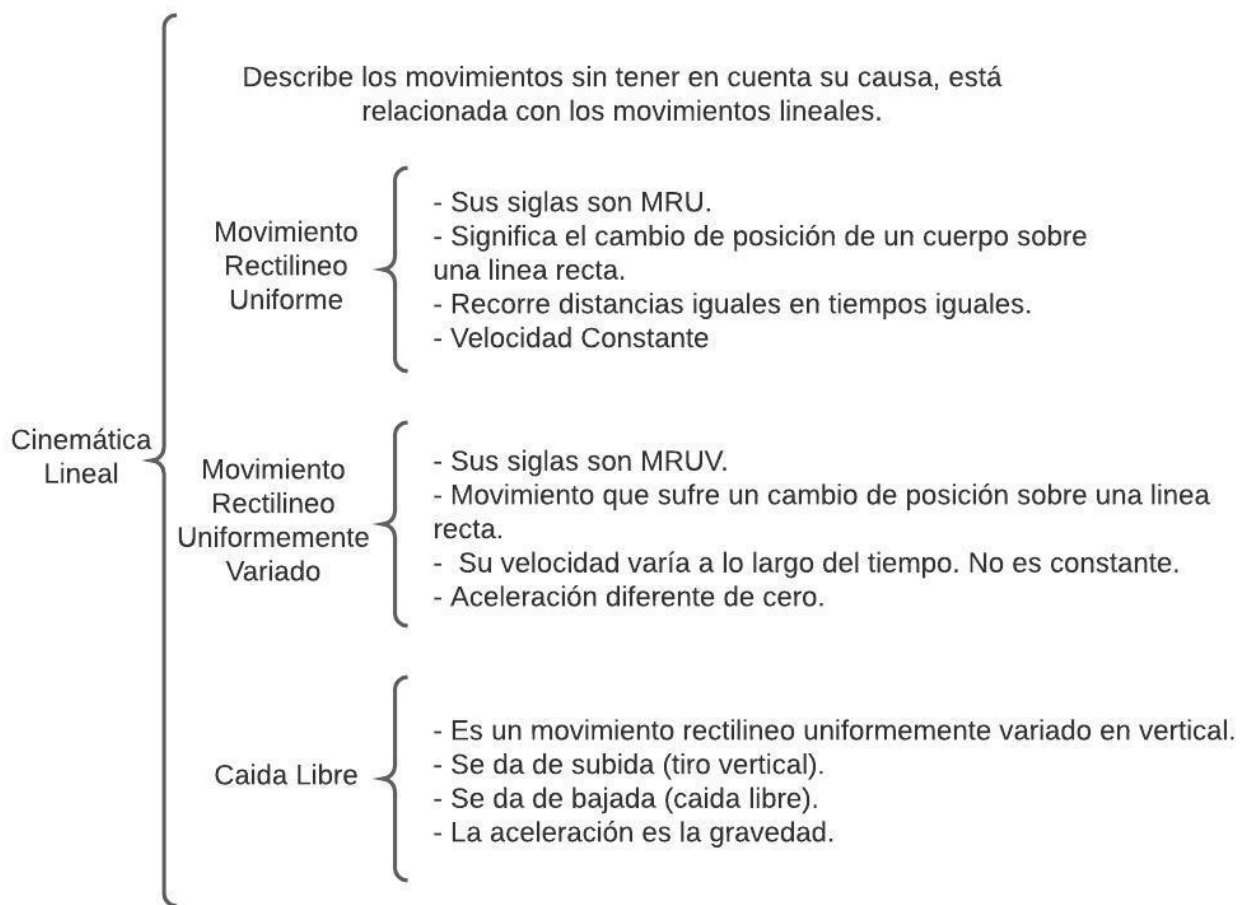 Describe los movimientos sin tener en cuenta su causa, está
relacionada con los movimientos lineales.
Movimiento
Rectilineo
Uniforme
- Sus siglas son MRU.
- Significa el cambio de posición de un cuerpo sobre
una linea recta.
- Recorre distancias iguales en tiempos iguales.
- Velocidad Constante
Cinemática
Lineal
Movimiento
Rectilineo
Uniformemente
Variado
- Sus siglas son MRUV.
- Movimiento que sufre un cambio de posición sobre una linea
recta.
-  Su velocidad varía a lo largo del tiempo. No es constante.
- Aceleración diferente de cero.
Caida Libre
- Es un movimiento rectilineo uniformemente variado en vertical.
- Se da de subida (tiro vertical).
- Se da de bajada (caida libre).
- La aceleración es la gravedad.